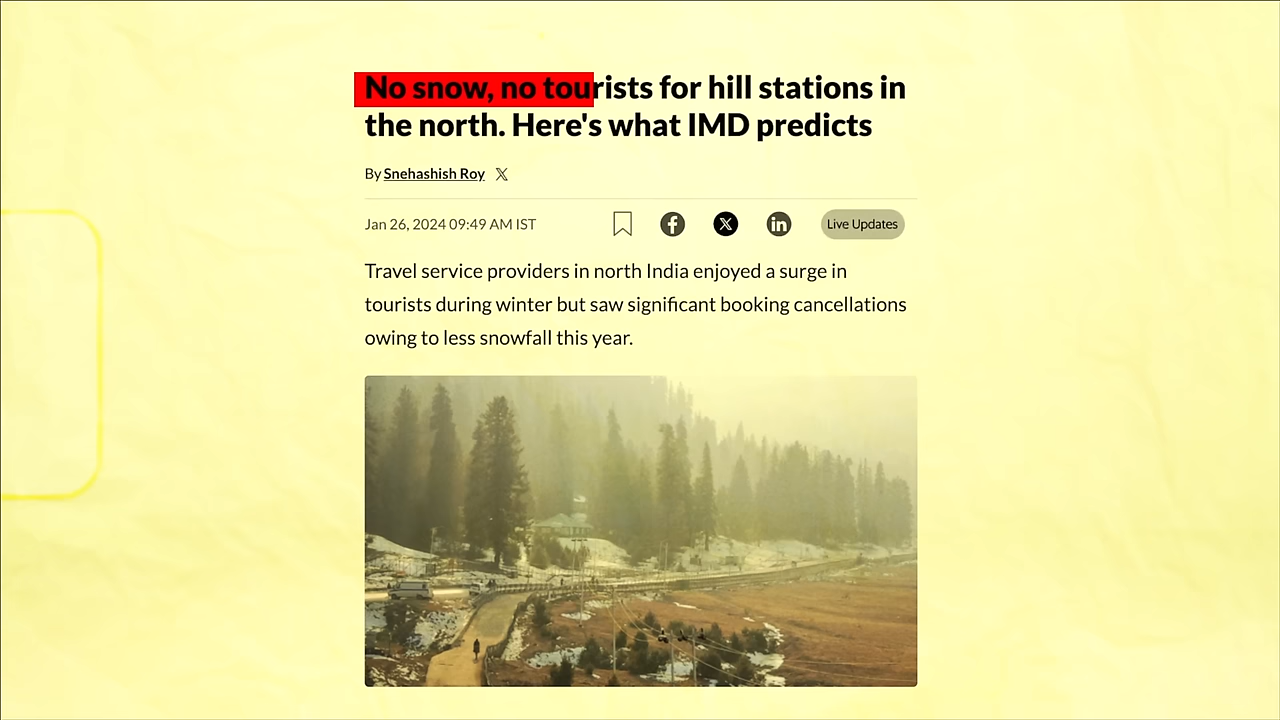 No snow, no tourists for hill stations in
the north. Here's what IMD predicts
By Snehashish Roy
Jan 26, 2024 09:49 AM IST
Live Updates
Travel service providers in north India enjoyed a surge in
tourists during winter but saw significant booking cancellations
owing to less snowfall this year.